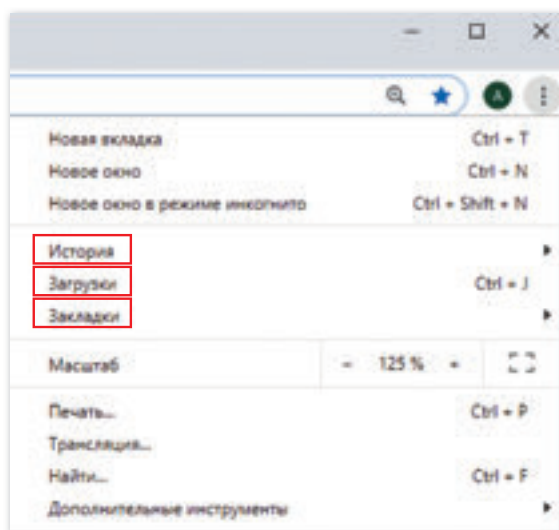 A
Новая вкладка Ctrl + T
Новое окно Ctrl + N
Новое окно в режиме инкогнито Ctrl + Shift + N
История
Загрузки Ctrl + J
Закладки
Масштаб - 125 % +
Печать... Ctrl + P
Трансляция...
Найти... Ctrl + F
Дополнительные инструменты